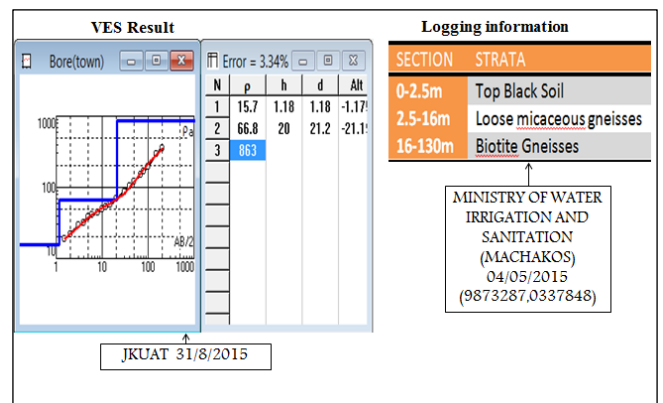 VES Result
Logging information
Bore(town)
Error = 3.34%
N ρ h d Alt
1 15.7 1.18 1.18
2 66.8 20 21.2
3 863
1000
100
10
1 10 100 1000
Pa
AB/2
SECTION STRATA
0-2.5m Top Black Soil
2.5-16m Loose micaceous gneisses
16-130m Biotite Gneisses
MINISTRY OF WATER
IRRIGATION AND
SANITATION
(MACHAKOS)
04/05/2015
(9873287,0337848)
JKUAT 31/8/2015